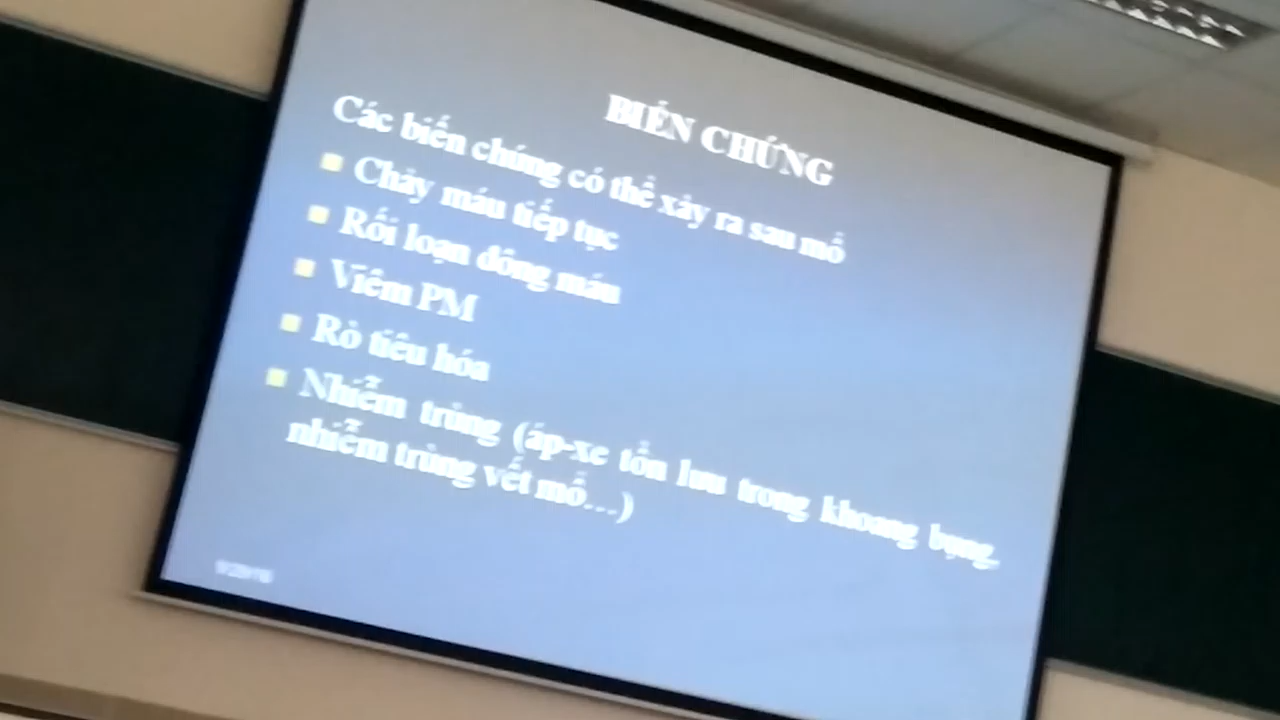 BIẾN CHỨNG
Các biến chứng có thể xảy ra sau mổ
Chảy máu tiếp tục
Rối loạn đông máu
Viêm PM
Rò tiêu hóa
Nhiễm trùng (áp-xe tồn lưu trong khoang bụng,
nhiễm trùng vết mổ...)